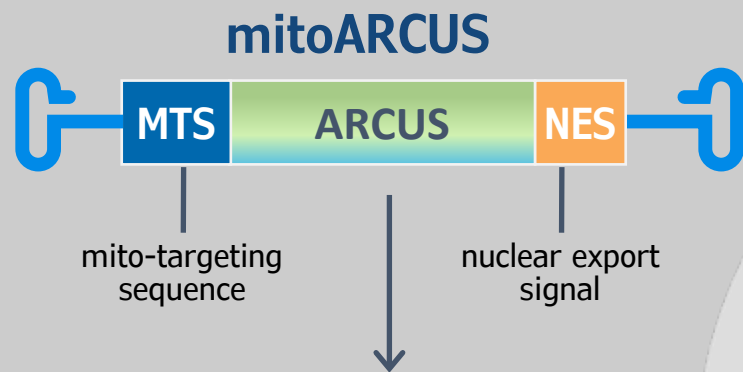 mitoARCUS
MTS
ARCUS
NES
mito-targeting
sequence
nuclear export
signal